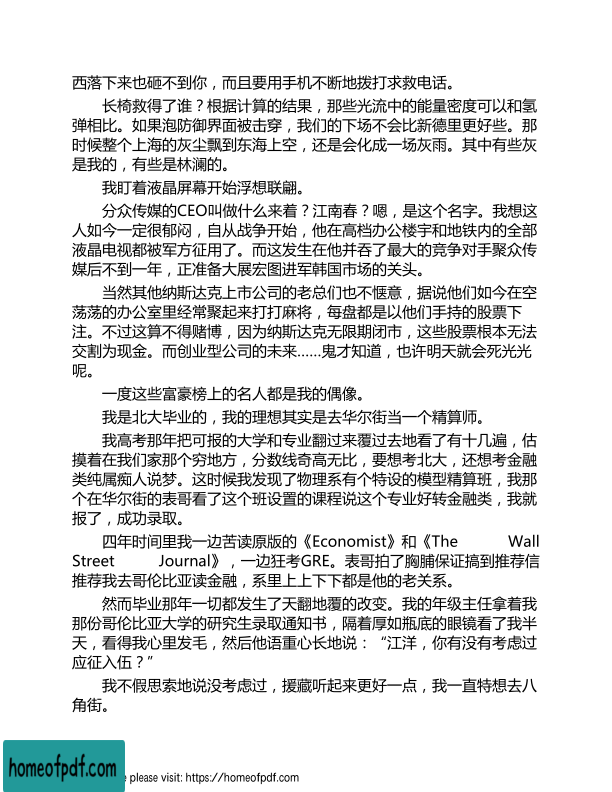 西落下来也砸不到你，而且要用手机不断地拨打求救电话。
长椅救得了谁？根据计算的结果，那些光流中的能量密度可以和氢
弹相比。如果泡防御界面被击穿，我们的下场不会比新德里更好些。那
时候整个上海的灰尘飘到东海上空，还是会化成一场灰雨。其中有些灰
是我的，有些是林澜的。
我盯着液晶屏幕开始浮想联翩。
分众传媒的CEO叫做什么来着？江南春？嗯，是这个名字。我想这
人如今一定很郁闷，自从战争开始，他在高档办公楼宇和地铁内的全部
液晶电视都被军方征用了。而这发生在他并吞了最大的竞争对手聚众传
媒后不到一年，正准备大展宏图进军韩国市场的关头。
当然其他纳斯达克上市公司的老总们也不惬意，据说他们如今在空
荡荡的办公室里经常聚起来打打麻将，每盘都是以他们手持的股票下
注。不过这算不得赌博，因为纳斯达克无限期闭市，这些股票根本无法
交割为现金。而创业型公司的未来......鬼才知道，也许明天就会死光光
呢。
一度这些富豪榜上的名人都是我的偶像。
我是北大毕业的，我的理想其实是去华尔街当一个精算师。
我高考那年把可报的大学和专业翻过来覆过去地看了有十几遍，估
摸着在我们家那个穷地方，分数线奇高无比，要想考北大，还想考金融
类纯属痴人说梦。这时候我发现了物理系有个特设的模型精算班，我那
个在华尔街的表哥看了这个班设置的课程说这个专业好转金融类，我就
报了，成功录取。
四年时间里我一边苦读原版的《Economist》和《The Wall
Street Journal》，一边狂考GRE。表哥拍了胸脯保证搞到推荐信
推荐我去哥伦比亚读金融，系里上上下下都是他的老关系。
然而毕业那年一切都发生了天翻地覆的改变。我的年级主任拿着我
那份哥伦比亚大学的研究生录取通知书，隔着厚如瓶底的眼镜看了我半
天，看得我心里发毛，然后他语重心长地说：“江洋，你有没有考虑过
应征入伍？”
我不假思索地说没考虑过，援藏听起来更好一点，我一直特想去八
角街。
homeofpdf.com
e please visit: https://homeofpdf.com